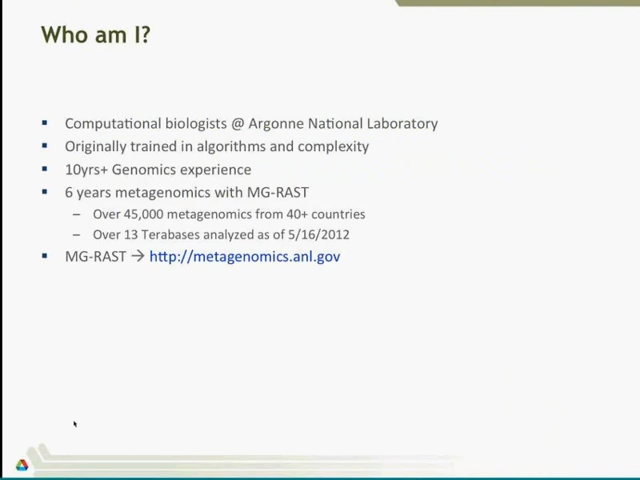 Who am I?
▪ Computational biologists @ Argonne National Laboratory
▪ Originally trained in algorithms and complexity
▪ 10yrs+ Genomics experience
▪ 6 years metagenomics with MG-RAST
– Over 45,000 metagenomics from 40+ countries
– Over 13 Terabases analyzed as of 5/16/2012
▪ MG-RAST → http://metagenomics.anl.gov